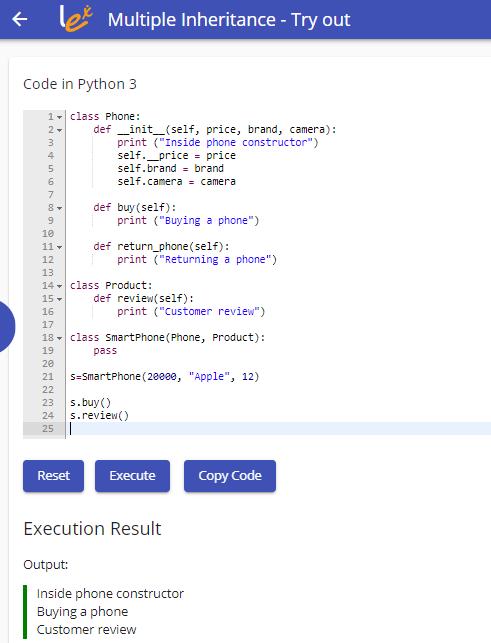 lex
Multiple Inheritance - Try out
Code in Python 3
1 class Phone:
2     def __init__(self, price, brand, camera):
3         print ("Inside phone constructor")
4         self.__price = price
5         self.brand = brand
6         self.camera = camera
7
8     def buy(self):
9         print ("Buying a phone")
10
11     def return_phone(self):
12         print ("Returning a phone")
13
14 class Product:
15     def review(self):
16         print ("Customer review")
17
18 class SmartPhone(Phone, Product):
19     pass
20
21 s=SmartPhone(20000, "Apple", 12)
22
23 s.buy()
24 s.review()
25
Reset Execute Copy Code
Execution Result
Output:
Inside phone constructor
Buying a phone
Customer review